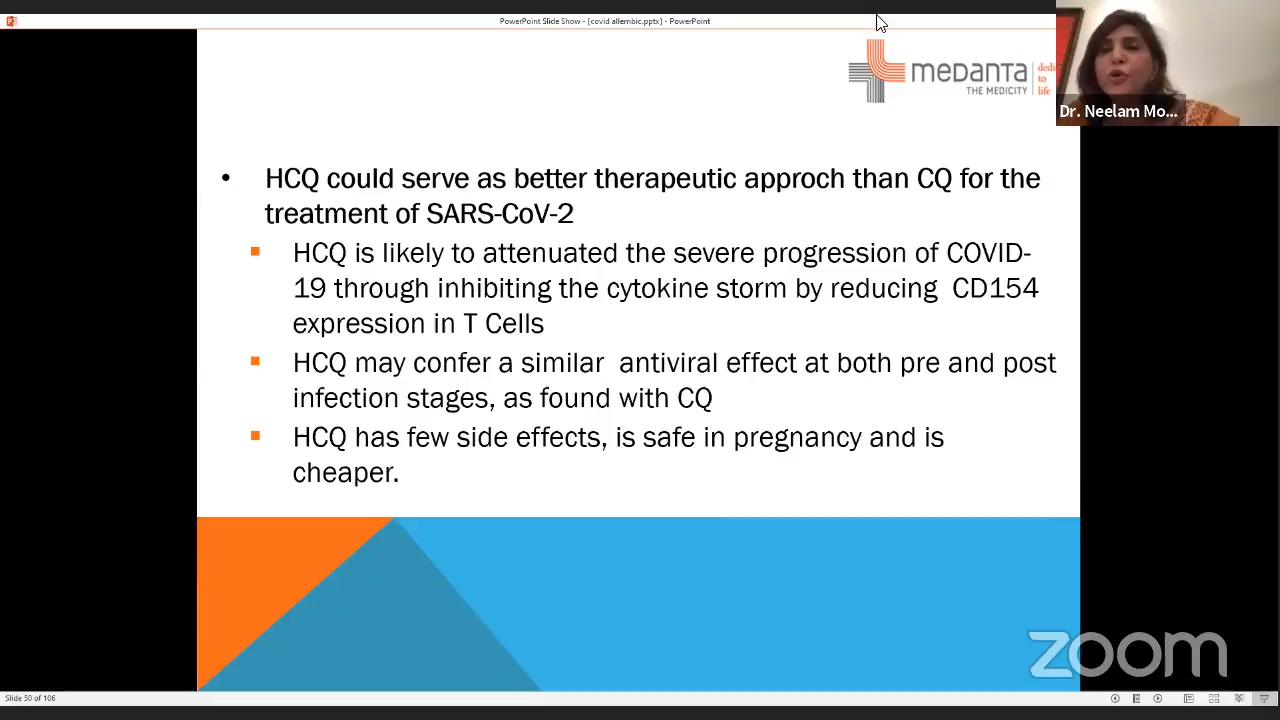 PowerPoint Slide Show - [covid allembic.pptx] - PowerPoint
medanta
THE MEDICITY
dedi
to
life
Dr. Neelam Mo...
• HCQ could serve as better therapeutic approch than CQ for the
treatment of SARS-CoV-2
HCQ is likely to attenuated the severe progression of COVID-
19 through inhibiting the cytokine storm by reducing CD154
expression in T Cells
HCQ may confer a similar antiviral effect at both pre and post
infection stages, as found with CQ
HCQ has few side effects, is safe in pregnancy and is
cheaper.
zoom
Slide 50 of 106